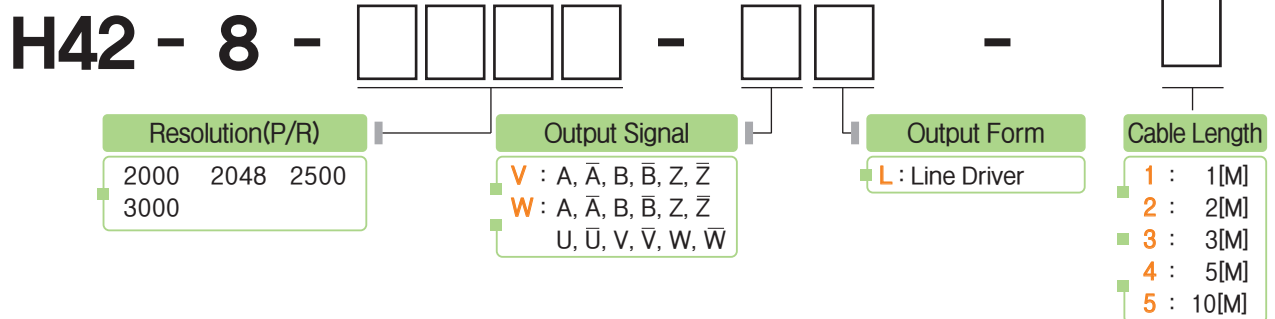 H42 - 8 - □□□□ - □□ - □
Resolution(P/R)
2000 2048 2500
3000
Output Signal
V : A, A̅, B, B̅, Z, Z̅
W : A, A̅, B, B̅, Z, Z̅
U, U̅, V, V̅, W, W̅
Output Form
L : Line Driver
Cable Length
1 : 1[M]
2 : 2[M]
3 : 3[M]
4 : 5[M]
5 : 10[M]